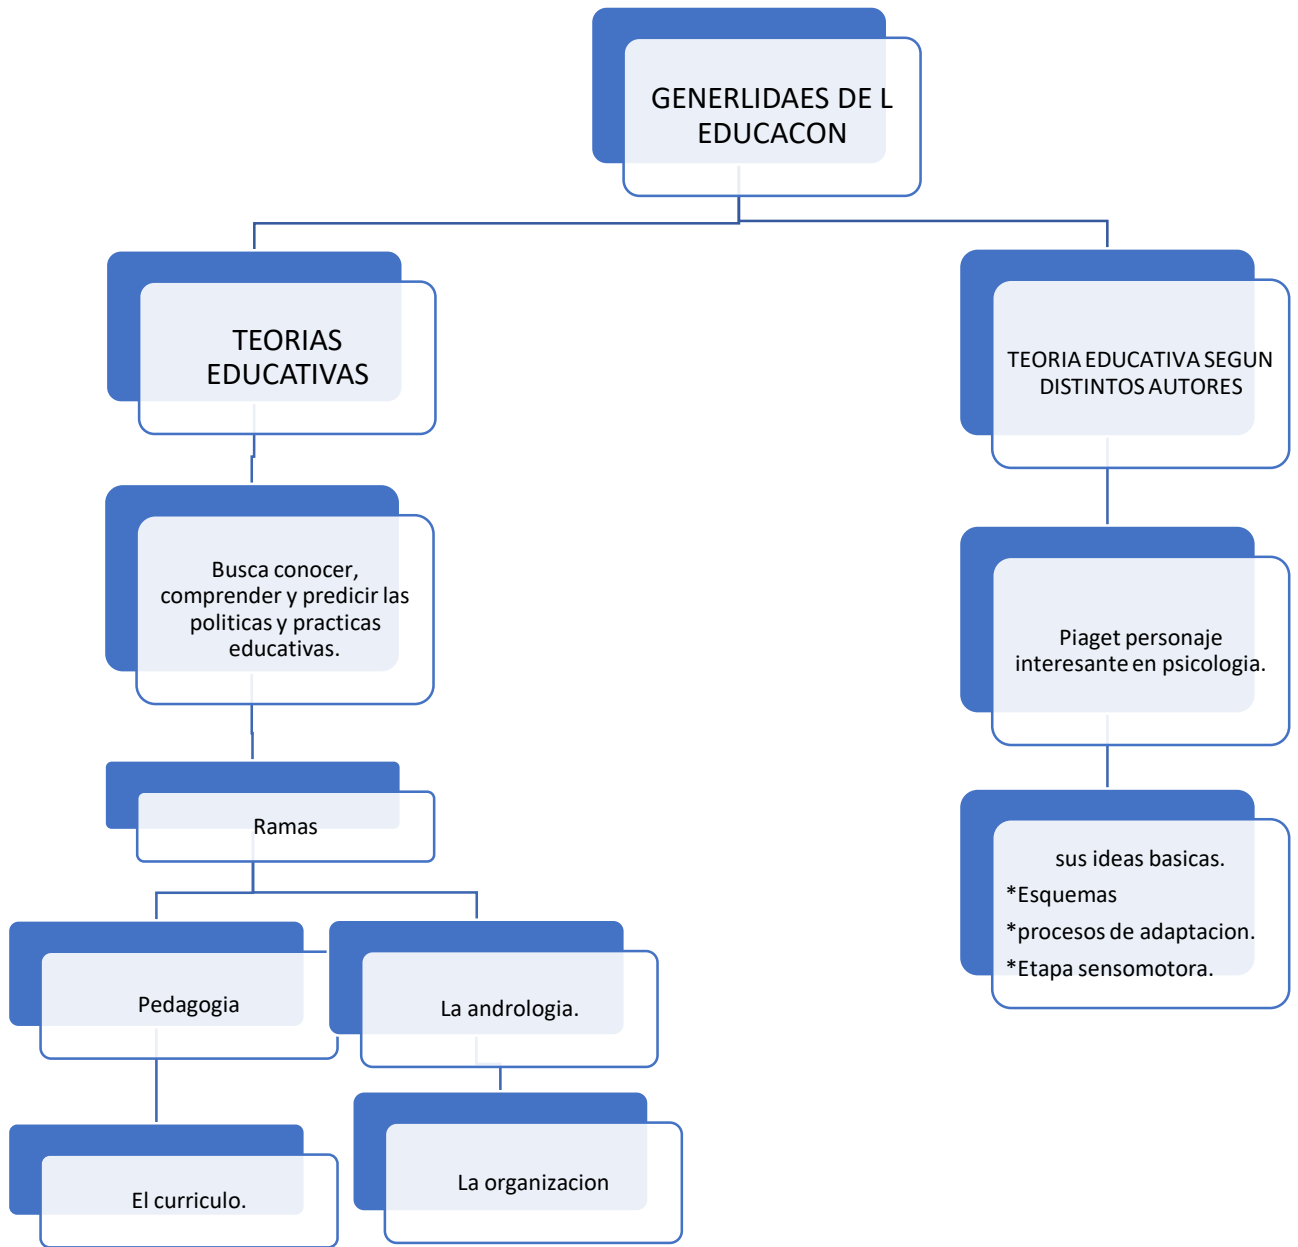 GENERLIDAES DE L
EDUCACON
TEORIAS
EDUCATIVAS
TEORIA EDUCATIVA SEGUN
DISTINTOS AUTORES
Busca conocer,
comprender y predicir las
politicas y practicas
educativas.
Piaget personaje
interesante en psicologia.
Ramas
sus ideas basicas.
*Esquemas
*procesos de adaptacion.
*Etapa sensomotora.
Pedagogia
La andrologia.
El curriculo.
La organizacion